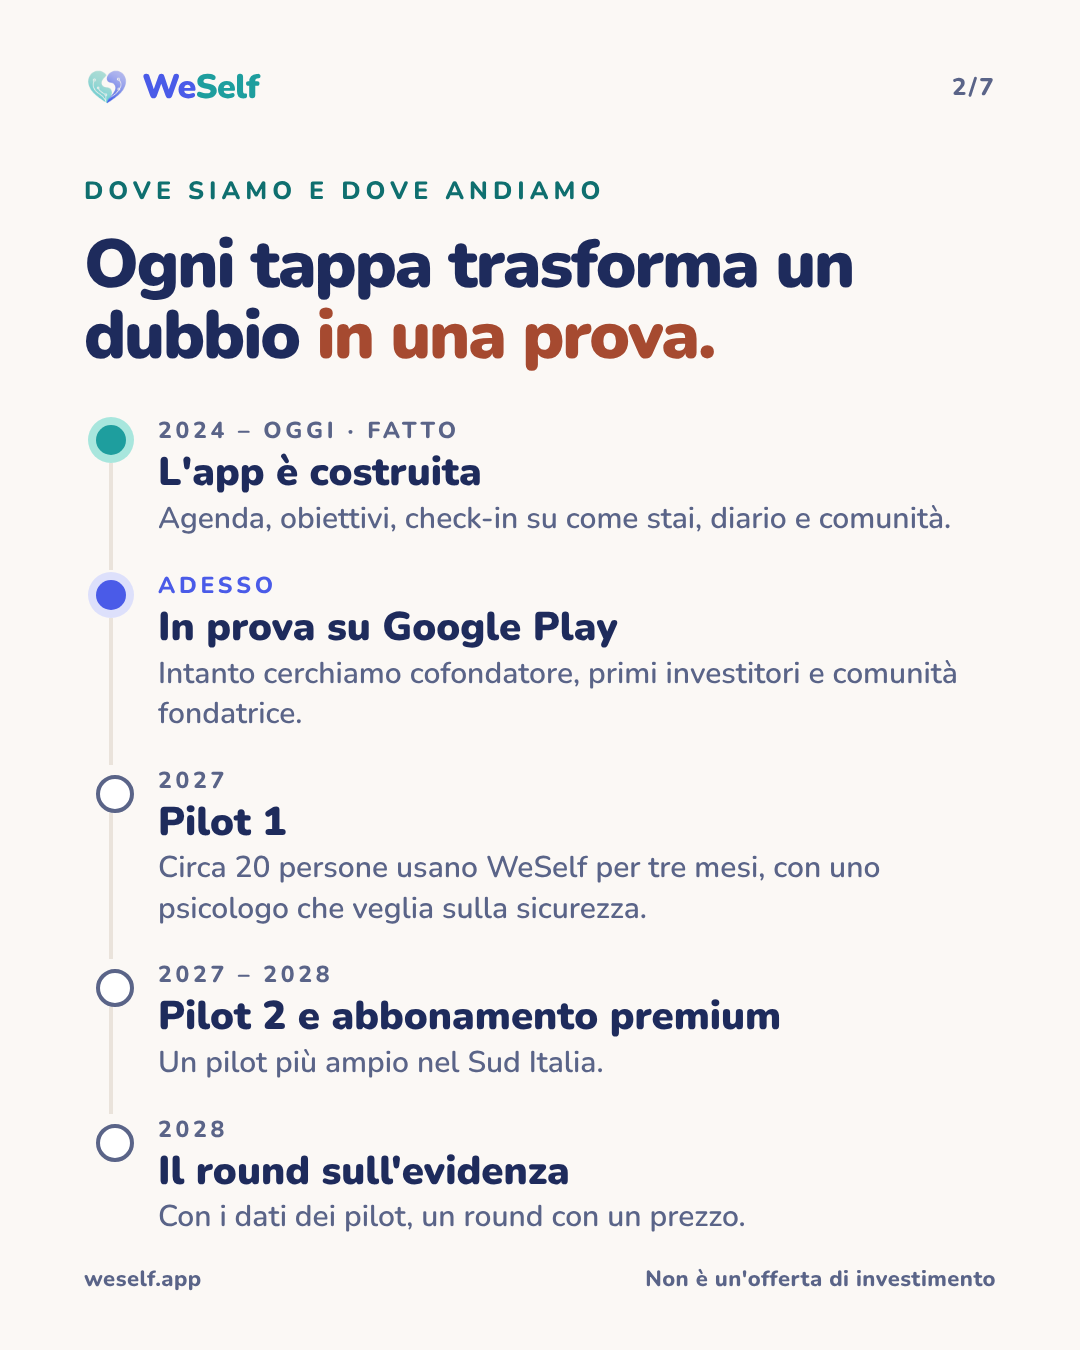 WeSelf
2/7
DOVE SIAMO E DOVE ANDIAMO
Ogni tappa trasforma un
dubbio in una prova.
2024 – OGGI · FATTO
L'app è costruita
Agenda, obiettivi, check-in su come stai, diario e comunità.
ADESSO
In prova su Google Play
Intanto cerchiamo cofondatore, primi investitori e comunità
fondatrice.
2027
Pilot 1
Circa 20 persone usano WeSelf per tre mesi, con uno
psicologo che veglia sulla sicurezza.
2027 – 2028
Pilot 2 e abbonamento premium
Un pilot più ampio nel Sud Italia.
2028
Il round sull'evidenza
Con i dati dei pilot, un round con un prezzo.
weself.app
Non è un'offerta di investimento